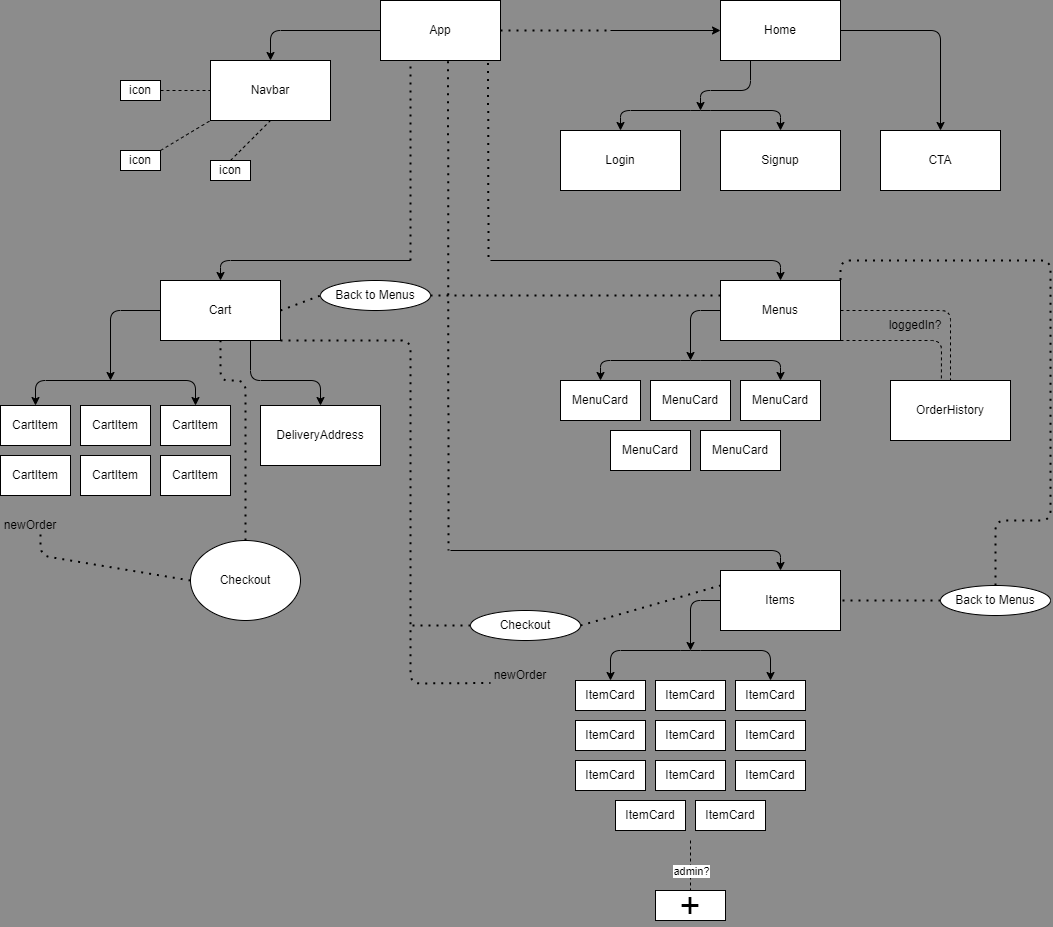 App
Home
icon
Navbar
icon
icon
Login
Signup
CTA
Back to Menus
Cart
Menus
loggedIn?
MenuCard
MenuCard
MenuCard
OrderHistory
CartItem
CartItem
CartItem
DeliveryAddress
MenuCard
MenuCard
CartItem
CartItem
CartItem
newOrder
Checkout
Items
Back to Menus
Checkout
newOrder
ItemCard
ItemCard
ItemCard
ItemCard
ItemCard
ItemCard
ItemCard
ItemCard
ItemCard
ItemCard
ItemCard
admin?
+